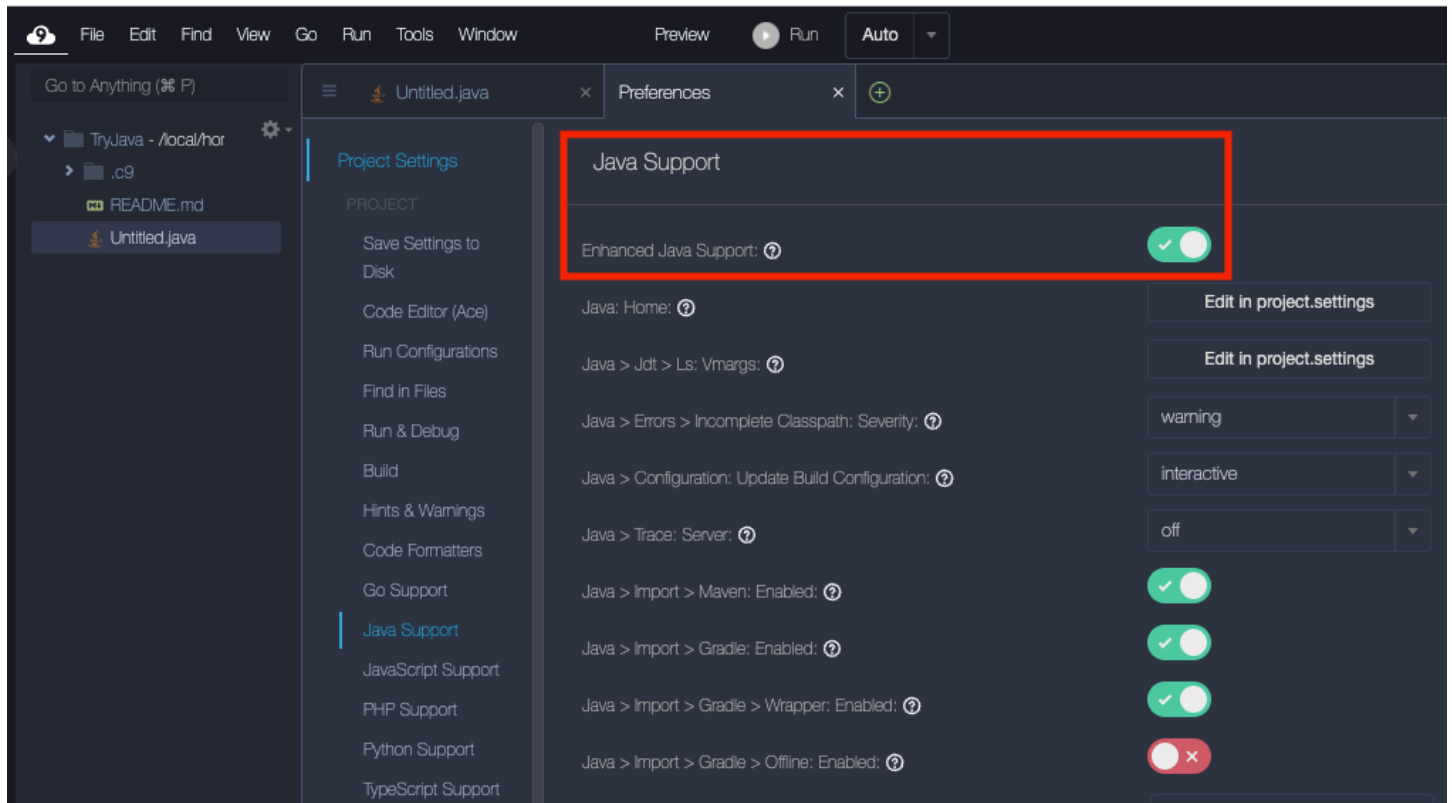 9 File Edit Find View Go Run Tools Window Preview Run Auto
Go to Anything (⌘ P)
TryJava - /local/hor
.c9
README.md
Untitled.java
Untitled.java
Preferences
Project Settings
PROJECT
Save Settings to
Disk
Code Editor (Ace)
Run Configurations
Find in Files
Run & Debug
Build
Hints & Warnings
Code Formatters
Go Support
Java Support
JavaScript Support
PHP Support
Python Support
TypeScript Support
Java Support
Enhanced Java Support:
Java: Home: Edit in project.settings
Java > Jdt > Ls: Vmargs: Edit in project.settings
Java > Errors > Incomplete Classpath: Severity: warning
Java > Configuration: Update Build Configuration: interactive
Java > Trace: Server: off
Java > Import > Maven: Enabled:
Java > Import > Gradle: Enabled:
Java > Import > Gradle > Wrapper: Enabled:
Java > Import > Gradle > Offline: Enabled: